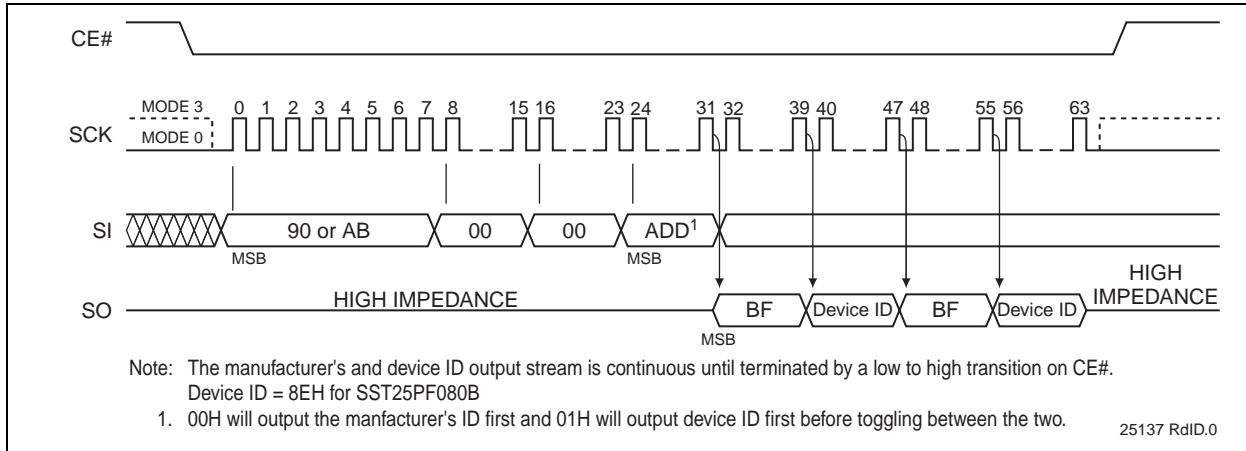 CE#
MODE 3
0 1 2 3 4 5 6 7 8 15 16 23 24 31 32 39 40 47 48 55 56 63
SCK
MODE 0
SI
90 or AB 00 00 ADD1
MSB MSB
HIGH IMPEDANCE
SO
HIGH IMPEDANCE
BF Device ID BF Device ID
MSB
Note: The manufacturer's and device ID output stream is continuous until terminated by a low to high transition on CE#.
Device ID = 8EH for SST25PF080B
1. 00H will output the manfacturer's ID first and 01H will output device ID first before toggling between the two.
25137 RdID.0